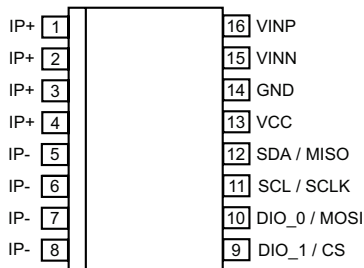 IP+ 1 16 VINP
IP+ 2 15 VINN
IP+ 3 14 GND
IP+ 4 13 VCC
IP- 5 12 SDA / MISO
IP- 6 11 SCL / SCLK
IP- 7 10 DIO_0 / MOSI
IP- 8 9 DIO_1 / CS